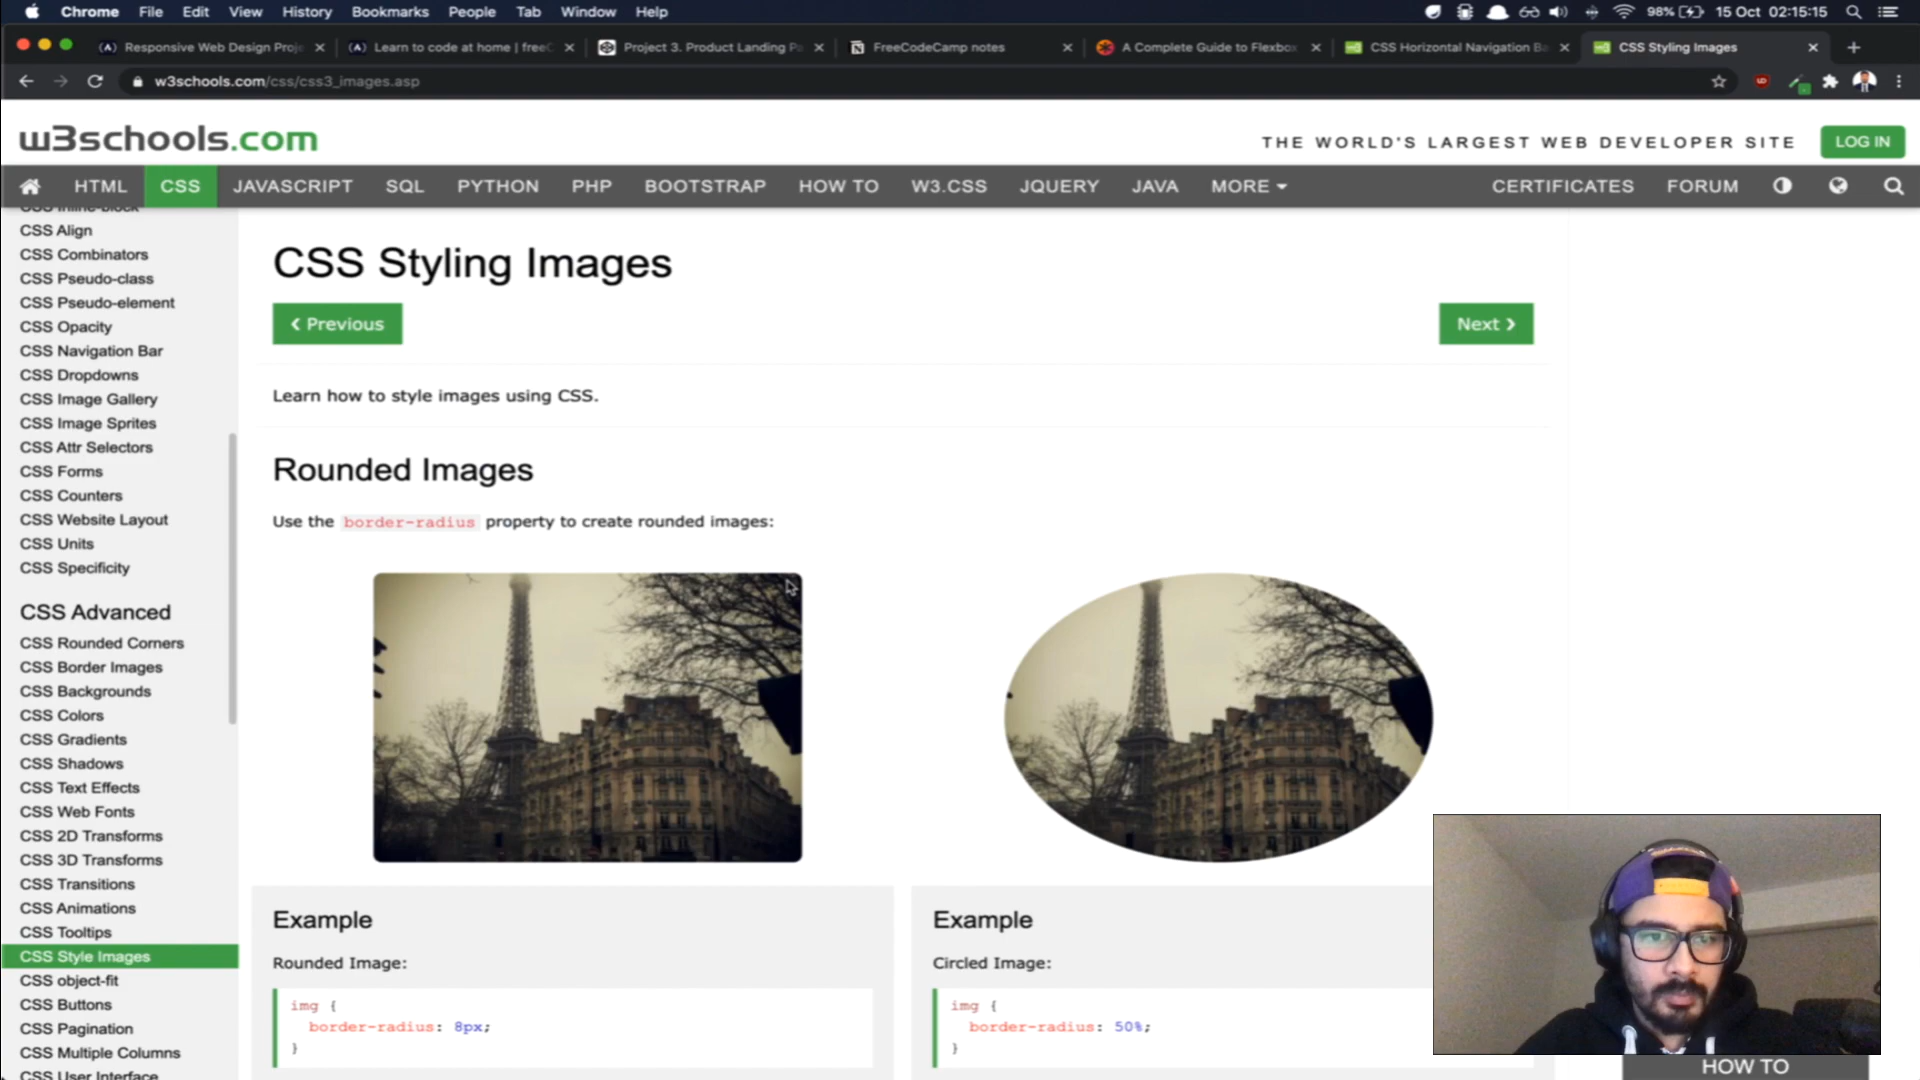 Chrome File Edit View History Bookmarks People Tab Window Help 98% 15 Oct 02:15:15
Responsive Web Design Proje
Learn to code at home | freeC
Project 3. Product Landing Pa
FreeCodeCamp notes
A Complete Guide to Flexbox
CSS Horizontal Navigation Ba
CSS Styling Images
w3schools.com/css/css3_images.asp
w3schools.com
THE WORLD'S LARGEST WEB DEVELOPER SITE
LOG IN
HTML CSS JAVASCRIPT SQL PYTHON PHP BOOTSTRAP HOW TO W3.CSS JQUERY JAVA MORE CERTIFICATES FORUM
CSS Inline-block
CSS Align
CSS Combinators
CSS Pseudo-class
CSS Pseudo-element
CSS Opacity
CSS Navigation Bar
CSS Dropdowns
CSS Image Gallery
CSS Image Sprites
CSS Attr Selectors
CSS Forms
CSS Counters
CSS Website Layout
CSS Units
CSS Specificity
CSS Advanced
CSS Rounded Corners
CSS Border Images
CSS Backgrounds
CSS Colors
CSS Gradients
CSS Shadows
CSS Text Effects
CSS Web Fonts
CSS 2D Transforms
CSS 3D Transforms
CSS Transitions
CSS Animations
CSS Tooltips
CSS Style Images
CSS object-fit
CSS Buttons
CSS Pagination
CSS Multiple Columns
CSS User Interface
CSS Styling Images
❮ Previous
Next ❯
Learn how to style images using CSS.
Rounded Images
Use the border-radius property to create rounded images:
Example
Rounded Image:
img {
border-radius: 8px;
}
Example
Circled Image:
img {
border-radius: 50%;
}
HOW TO